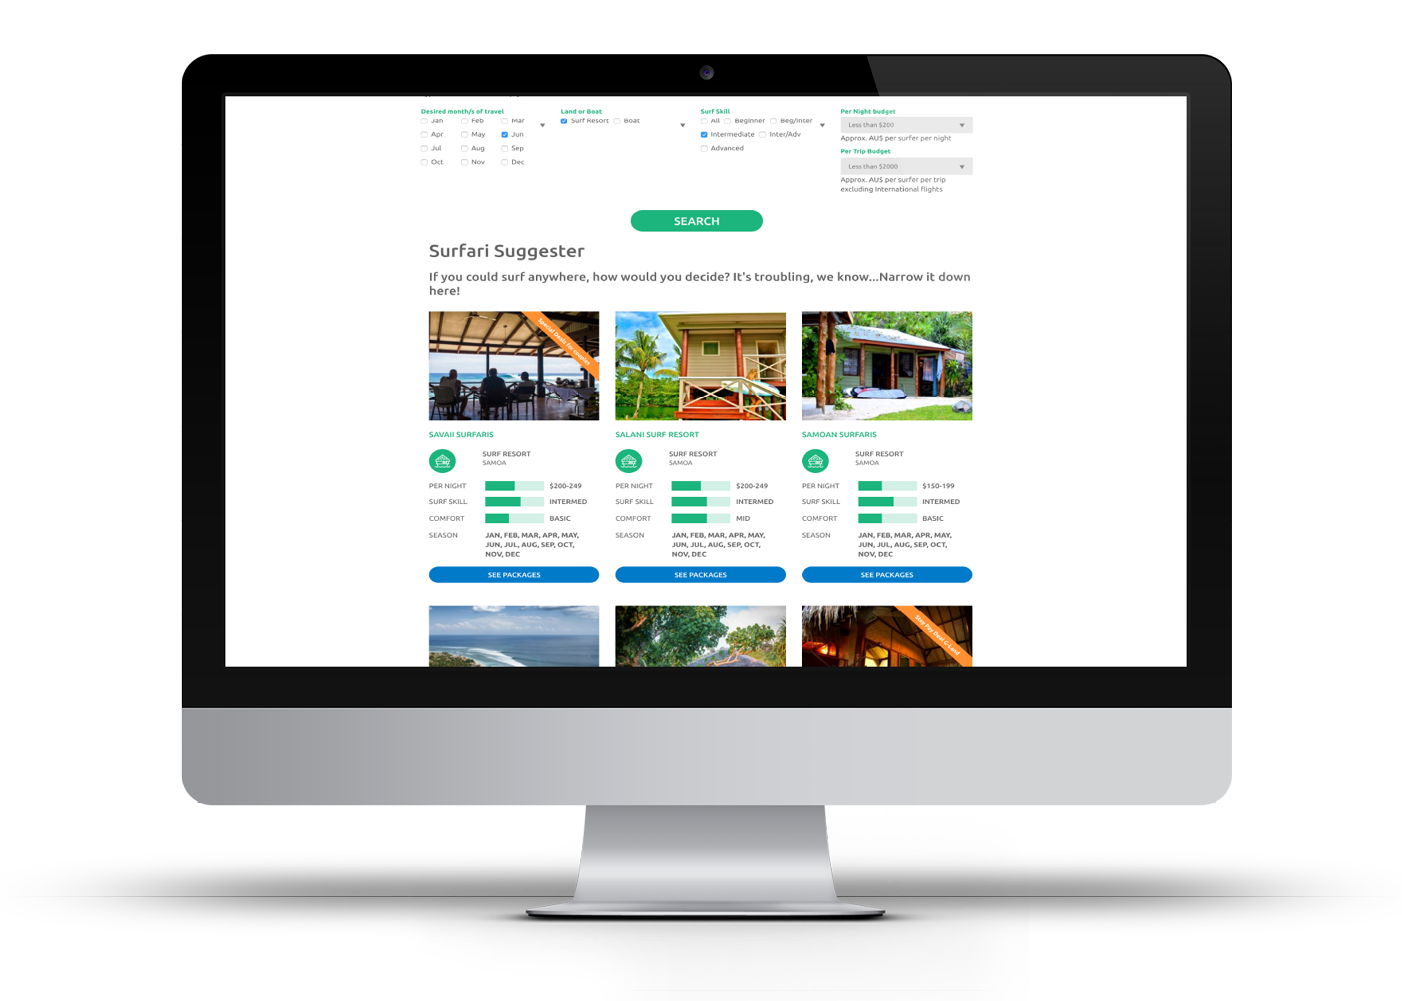 Desired month/s of travel
Land or Boat
Surf Skill
Per Night budget
Jan Feb Mar
Surf Resort Boat
All Beginner Beg/Inter
Less than $200
Apr May Jun
Intermediate Inter/Adv
Approx. AU$ per surfer per night
Jul Aug Sep
Advanced
Per Trip Budget
Oct Nov Dec
Less than $2000
Approx. AU$ per surfer per trip
excluding International flights
SEARCH
Surfari Suggester
If you could surf anywhere, how would you decide? It's troubling, we know...Narrow it down
here!
Special Deals For Couples
SAVAII SURFARIS
SURF RESORT
SAMOA
PER NIGHT $200-249
SURF SKILL INTERMED
COMFORT BASIC
SEASON JAN, FEB, MAR, APR, MAY,
JUN, JUL, AUG, SEP, OCT,
NOV, DEC
SEE PACKAGES
SALANI SURF RESORT
SURF RESORT
SAMOA
PER NIGHT $200-249
SURF SKILL INTERMED
COMFORT MID
SEASON JAN, FEB, MAR, APR, MAY,
JUN, JUL, AUG, SEP, OCT,
NOV, DEC
SEE PACKAGES
SAMOAN SURFARIS
SURF RESORT
SAMOA
PER NIGHT $150-199
SURF SKILL INTERMED
COMFORT BASIC
SEASON JAN, FEB, MAR, APR, MAY,
JUN, JUL, AUG, SEP, OCT,
NOV, DEC
SEE PACKAGES
Stay Pay Deal G-Land